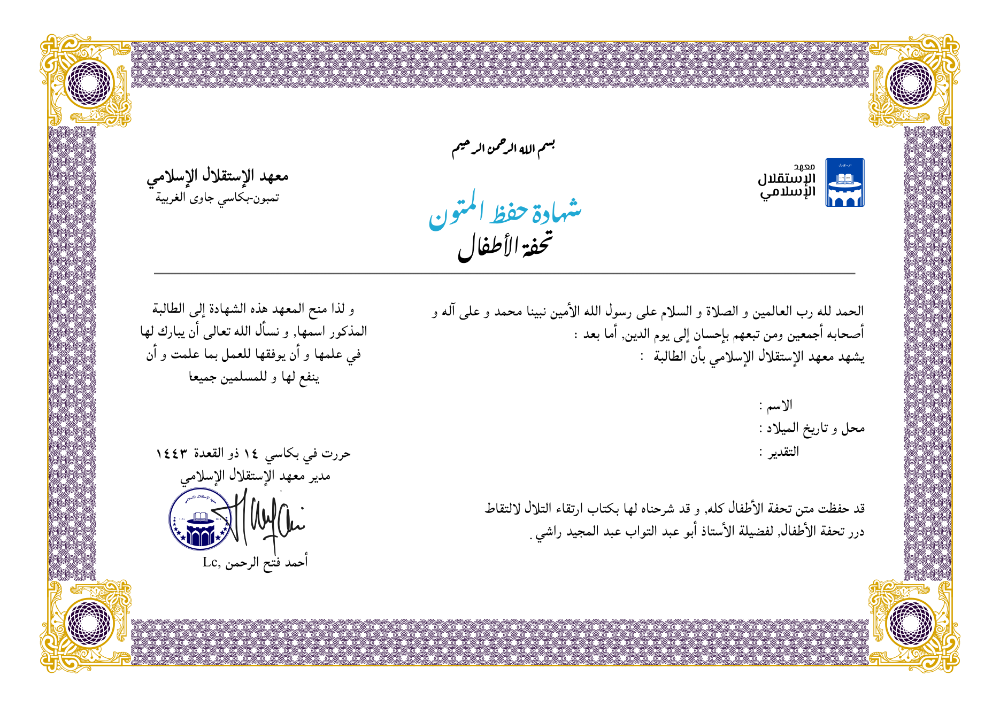 بسم الله الرحمن الرحيم
معهد
الإستقلال
الإسلامي
الإستقلال
معهد الإستقلال الإسلامي
تمبون-بكاسي جاوى الغربية
شهادة حفظ المتون
تحفة الأطفال
الحمد لله رب العالمين و الصلاة و السلام على رسول الله الأمين نبينا محمد و على آله و
أصحابه أجمعين ومن تبعهم بإحسان إلى يوم الدين, أما بعد :
يشهد معهد الإستقلال الإسلامي بأن الطالبة :
الاسم :
محل و تاريخ الميلاد :
التقدير :
قد حفظت متن تحفة الأطفال كله, و قد شرحناه لها بكتاب ارتقاء التلال لالتقاط
درر تحفة الأطفال, لفضيلة الأستاذ أبو عبد التواب عبد المجيد راشي .
و لذا منح المعهد هذه الشهادة إلى الطالبة
المذكور اسمها, و نسأل الله تعالى أن يبارك لها
في علمها و أن يوفقها للعمل بما علمت و أن
ينفع لها و للمسلمين جميعا
حررت في بكاسي ١٤ ذو القعدة ١٤٤٣
مدير معهد الإستقلال الإسلامي
معهد الإستقلال الإسلامي
١٤٣٤ 2013
أحمد فتح الرحمن ,Lc